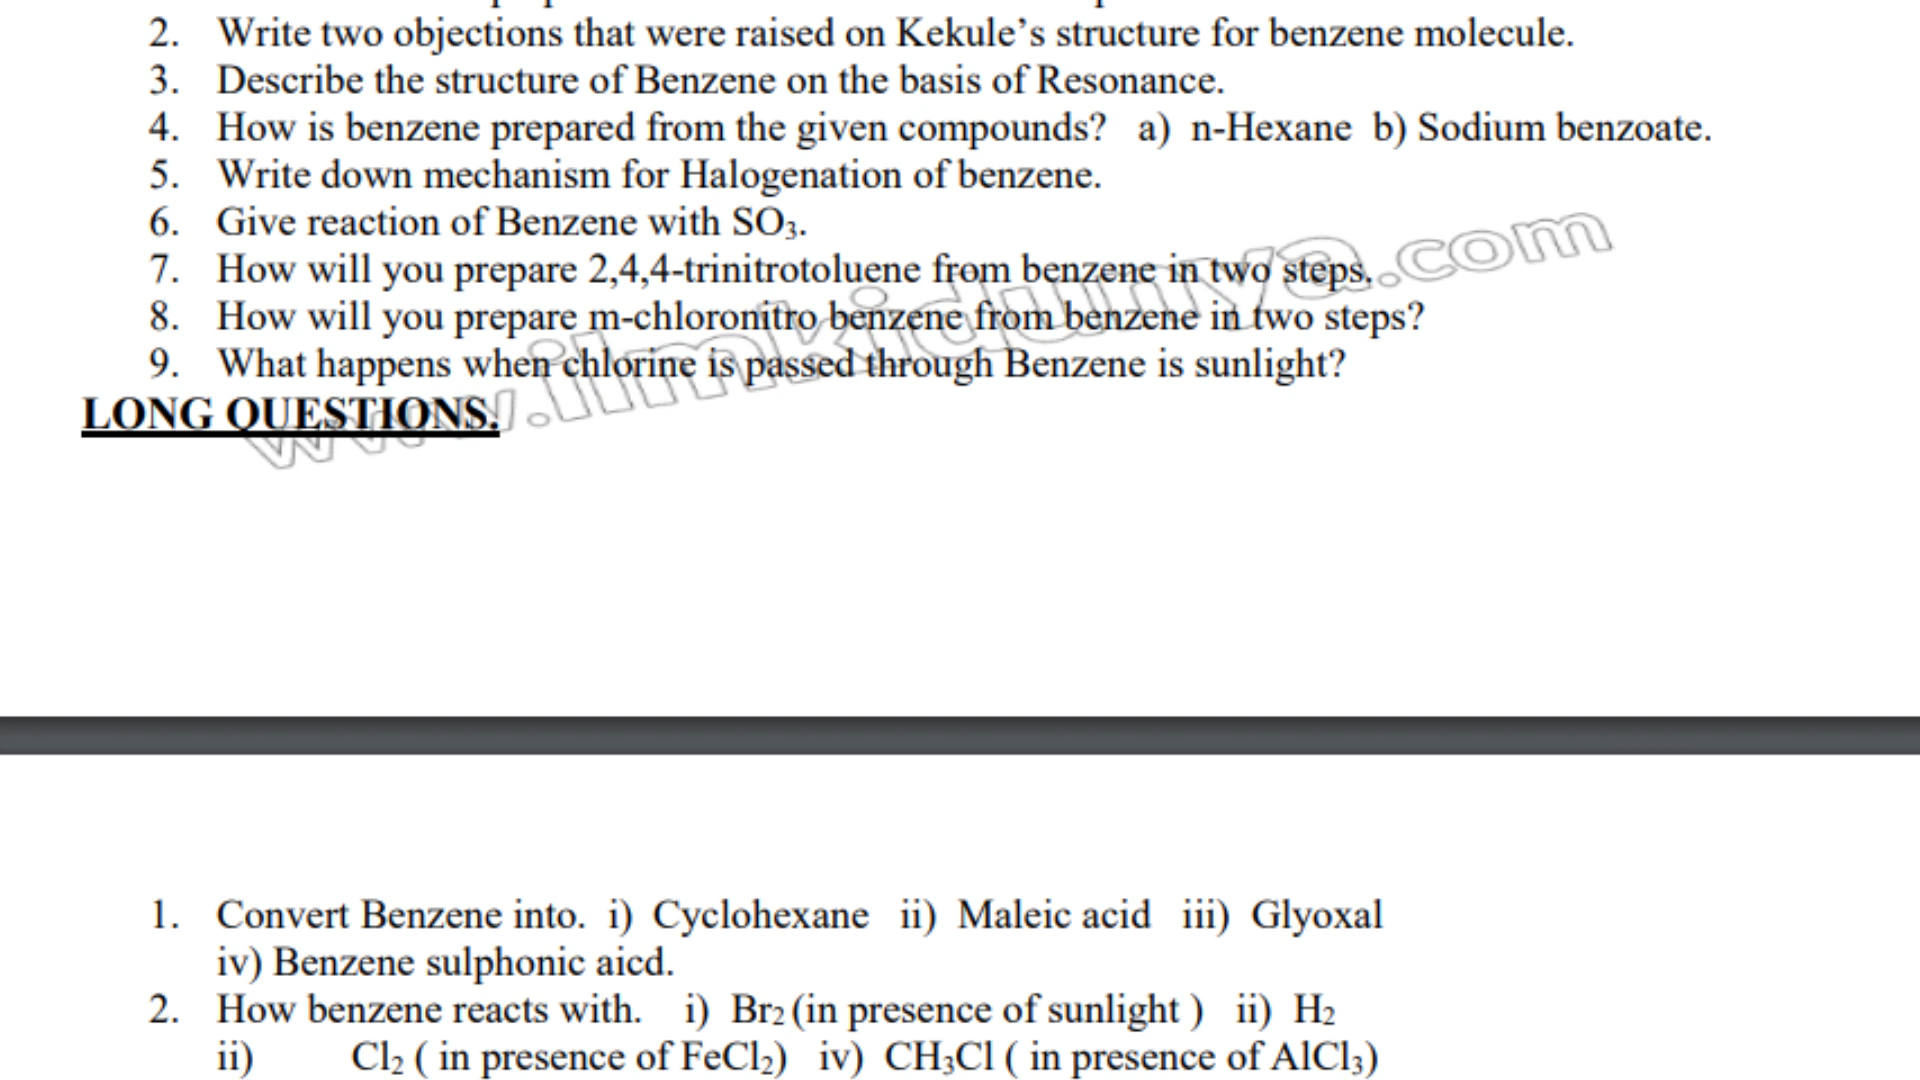 2. Write two objections that were raised on Kekule’s structure for benzene molecule.
3. Describe the structure of Benzene on the basis of Resonance.
4. How is benzene prepared from the given compounds? a) n-Hexane b) Sodium benzoate.
5. Write down mechanism for Halogenation of benzene.
6. Give reaction of Benzene with SO₃.
7. How will you prepare 2,4,4-trinitrotoluene from benzene in two steps.
8. How will you prepare m-chloronitro benzene from benzene in two steps?
9. What happens when chlorine is passed through Benzene is sunlight?
LONG QUESTIONS.
www.ilmkidunya.com
1. Convert Benzene into. i) Cyclohexane ii) Maleic acid iii) Glyoxal
iv) Benzene sulphonic aicd.
2. How benzene reacts with. i) Br₂ (in presence of sunlight ) ii) H₂
ii) Cl₂ ( in presence of FeCl₂) iv) CH₃Cl ( in presence of AlCl₃)